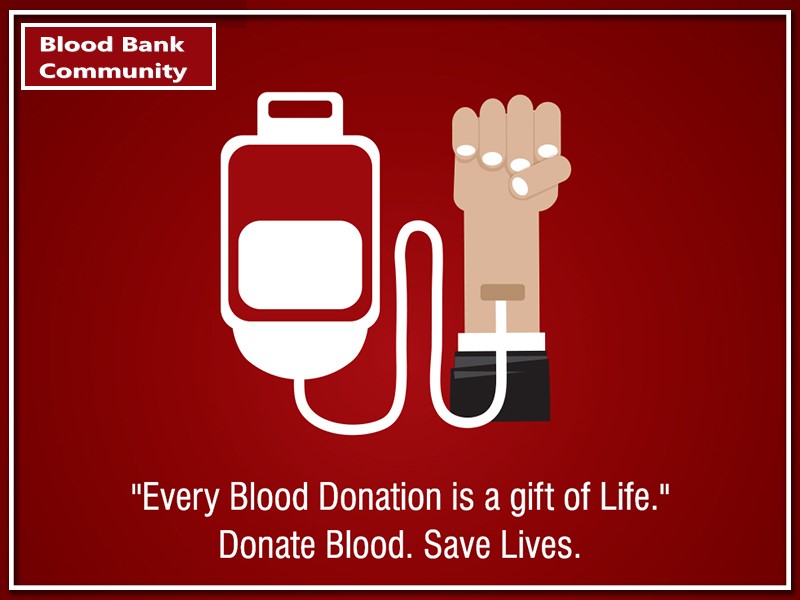 Blood Bank
Community
"Every Blood Donation is a gift of Life."
Donate Blood. Save Lives.